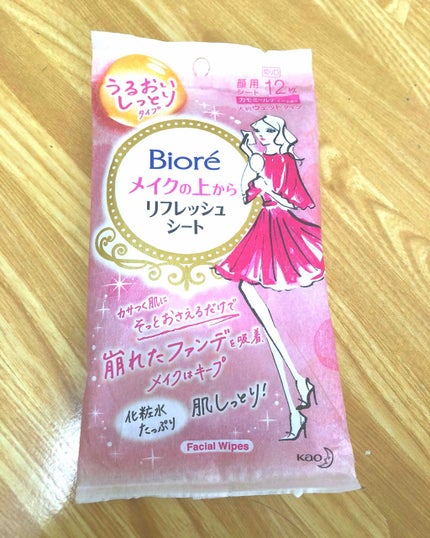 うるおい
しっとり
タイプ
顔用
シート
12枚
Bioré
メイクの上から
リフレッシュ
シート
カサつく肌に
そっとおさえるだけで
崩れたファンデを吸着
メイクはキープ
化粧水
たっぷり
肌しっとり!
Facial Wipes
Kao